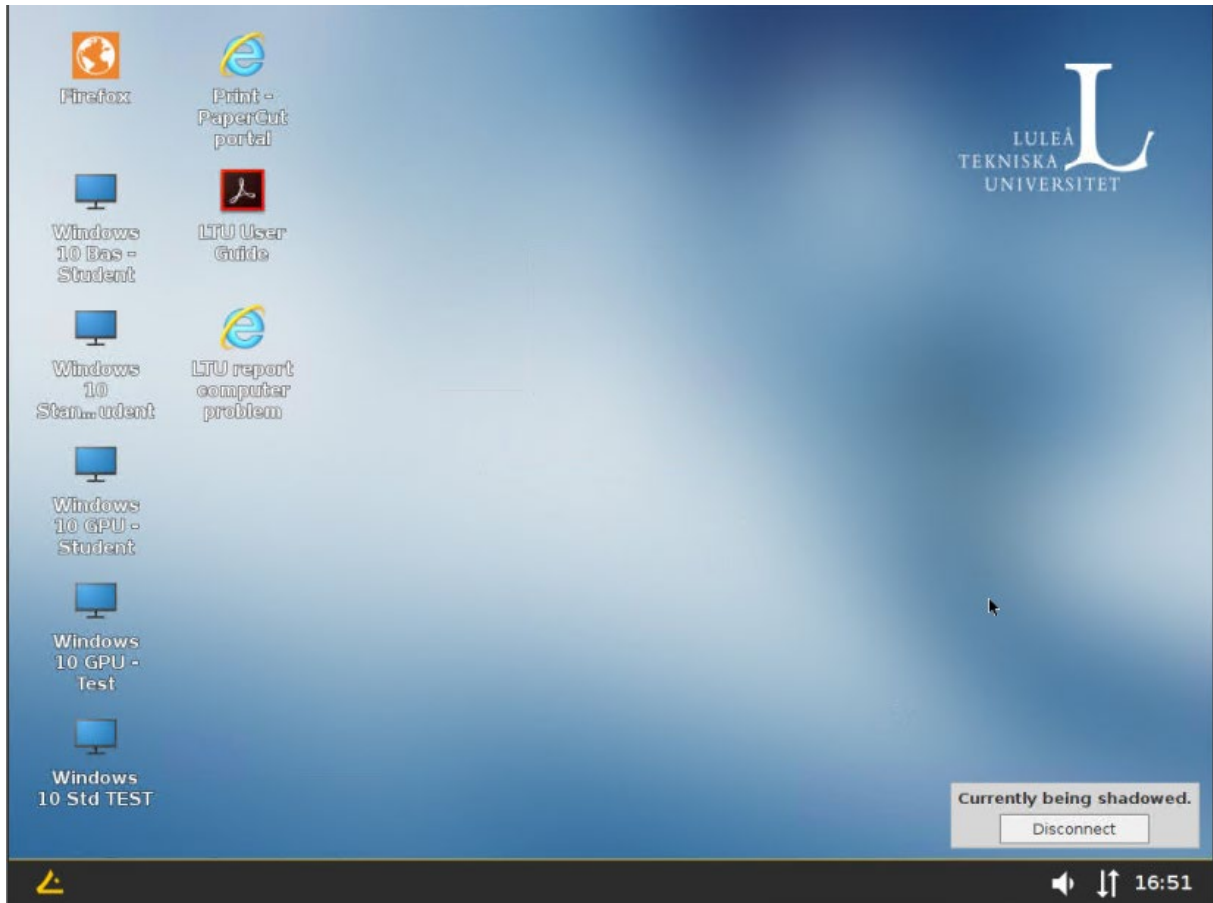 Firefox
Print -
PaperCut
portal
LULEÅ
TEKNISKA
UNIVERSITET
Windows
10 Bas -
Student
LTU User
Guide
Windows
10
Stan...udent
LTU report
computer
problem
Windows
10 GPU -
Student
Windows
10 GPU -
Test
Windows
10 Std TEST
Currently being shadowed.
Disconnect
16:51